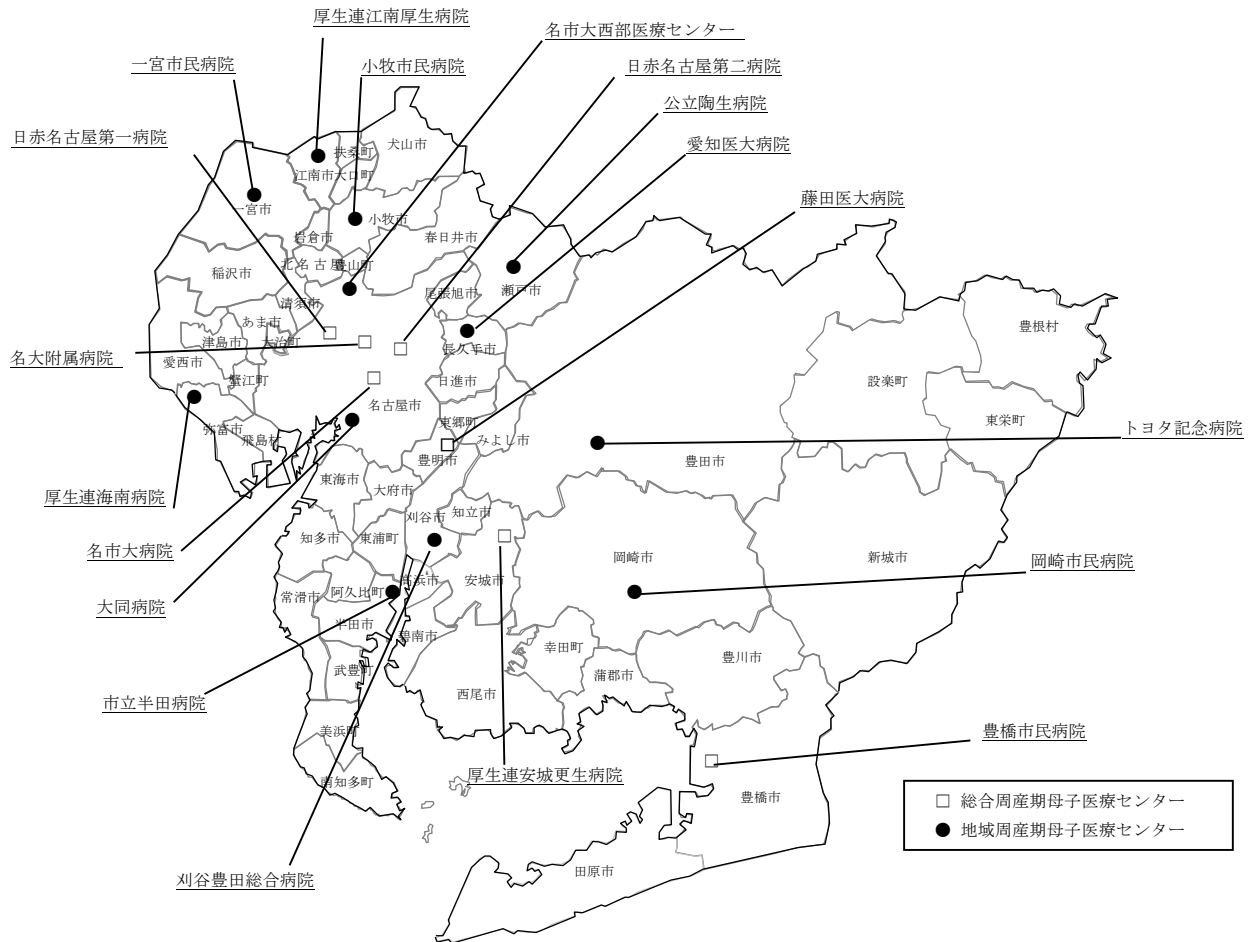 厚生連江南厚生病院
名市大西部医療センター
一宮市民病院
小牧市民病院
日赤名古屋第二病院
公立陶生病院
日赤名古屋第一病院
愛知医大病院
犬山市
扶桑町
江南市
大口町
藤田医大病院
一宮市
小牧市
岩倉市
春日井市
北名古屋
豊山町
稲沢市
尾張旭市
瀬戸市
清須市
あま市
豊根村
津島市
大治町
長久手市
名大附属病院
愛西市
蟹江町
日進市
設楽町
名古屋市
東郷町
東栄町
弥富市
飛島村
みよし市
トヨタ記念病院
豊明市
豊田市
東海市
大府市
厚生連海南病院
刈谷市
知立市
知多市
東浦町
名市大病院
岡崎市
新城市
岡崎市民病院
高浜市
安城市
阿久比町
常滑市
大同病院
半田市
碧南市
幸田町
豊川市
武豊町
蒲郡市
西尾市
市立半田病院
美浜町
豊橋市民病院
厚生連安城更生病院
南知多町
豊橋市
総合周産期母子医療センター
地域周産期母子医療センター
田原市
刈谷豊田総合病院